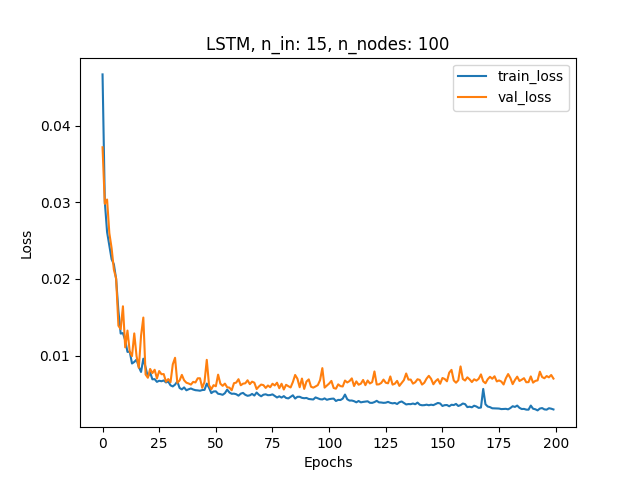 LSTM, n_in: 15, n_nodes: 100
train_loss
val_loss
0.04
0.03
0.02
0.01
Loss
0 25 50 75 100 125 150 175 200
Epochs